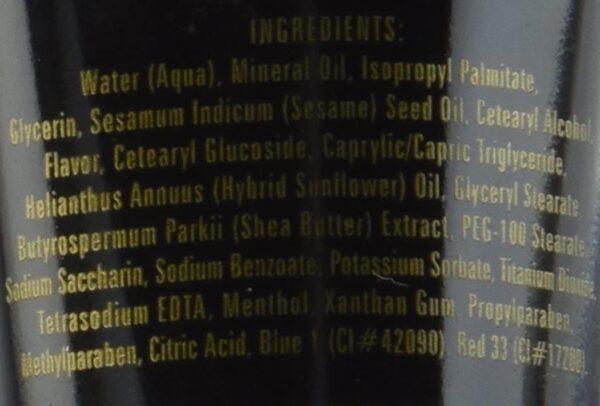 INGREDIENTS:
Water (Aqua), Mineral Oil, Isopropyl Palmitate,
Glycerin, Sesamum Indicum (Sesame) Seed Oil, Cetearyl Alcohol,
Flavor, Cetearyl Glucoside, Caprylic/Capric Triglyceride,
Helianthus Annuus (Hybrid Sunflower) Oil, Glyceryl Stearate,
Butyrospermum Parkii (Shea Butter) Extract, PEG-100 Stearate,
Sodium Saccharin, Sodium Benzoate, Potassium Sorbate, Titanium Dioxide,
Tetrasodium EDTA, Menthol, Xanthan Gum, Propylparaben,
Methylparaben, Citric Acid, Blue 1 (CI#42090), Red 33 (CI#17200)